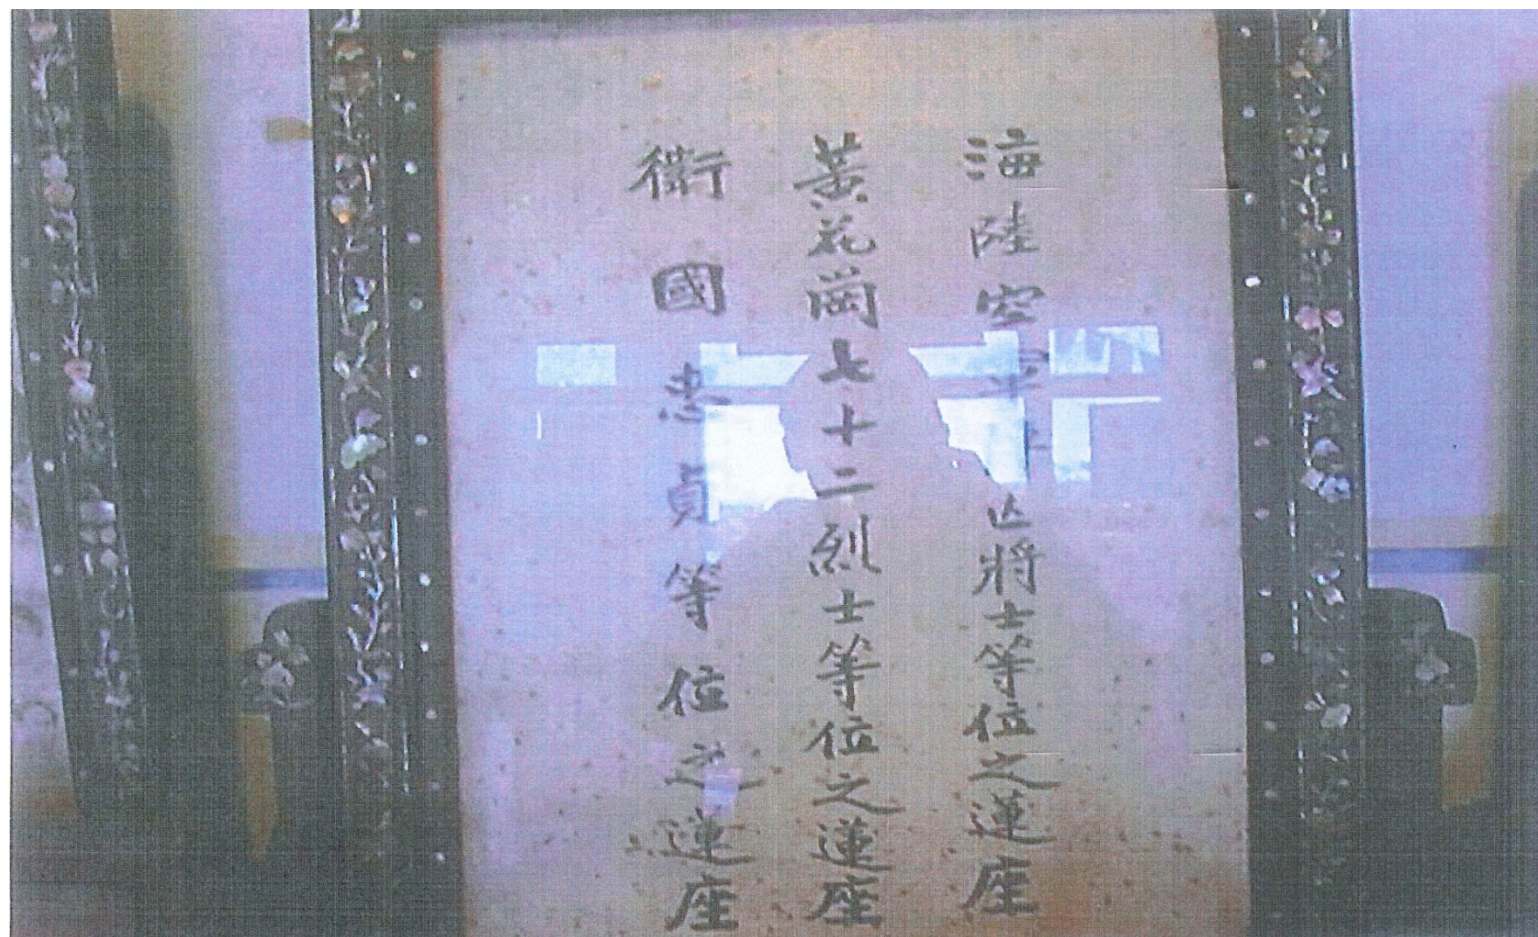 海陸空軍亡將士等位之蓮座
黃花崗七十二烈士等位之蓮座
衛國忠貞等位之蓮座